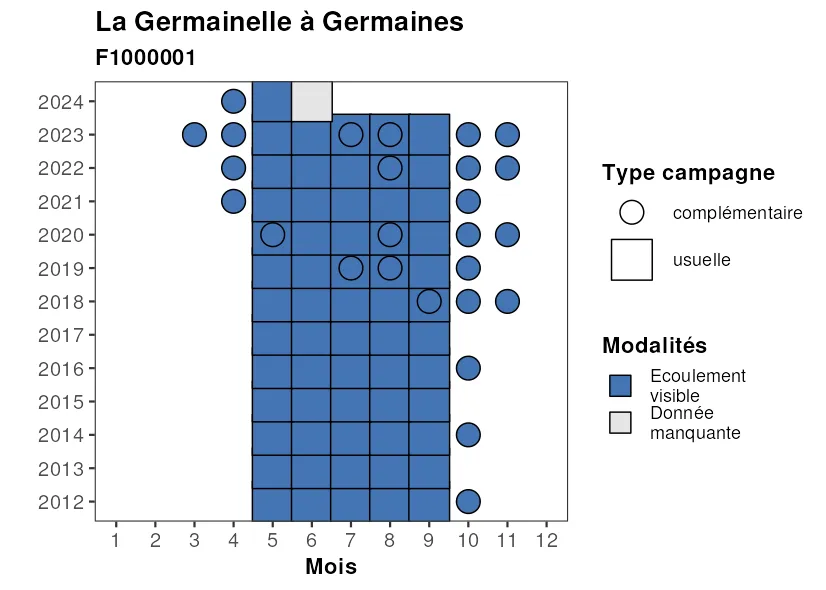 La Germainelle à Germaines
F1000001
2024
2023
2022
2021
2020
2019
2018
2017
2016
2015
2014
2013
2012
1 2 3 4 5 6 7 8 9 10 11 12
Mois
Type campagne
complémentaire
usuelle
Modalités
Ecoulement
visible
Donnée
manquante